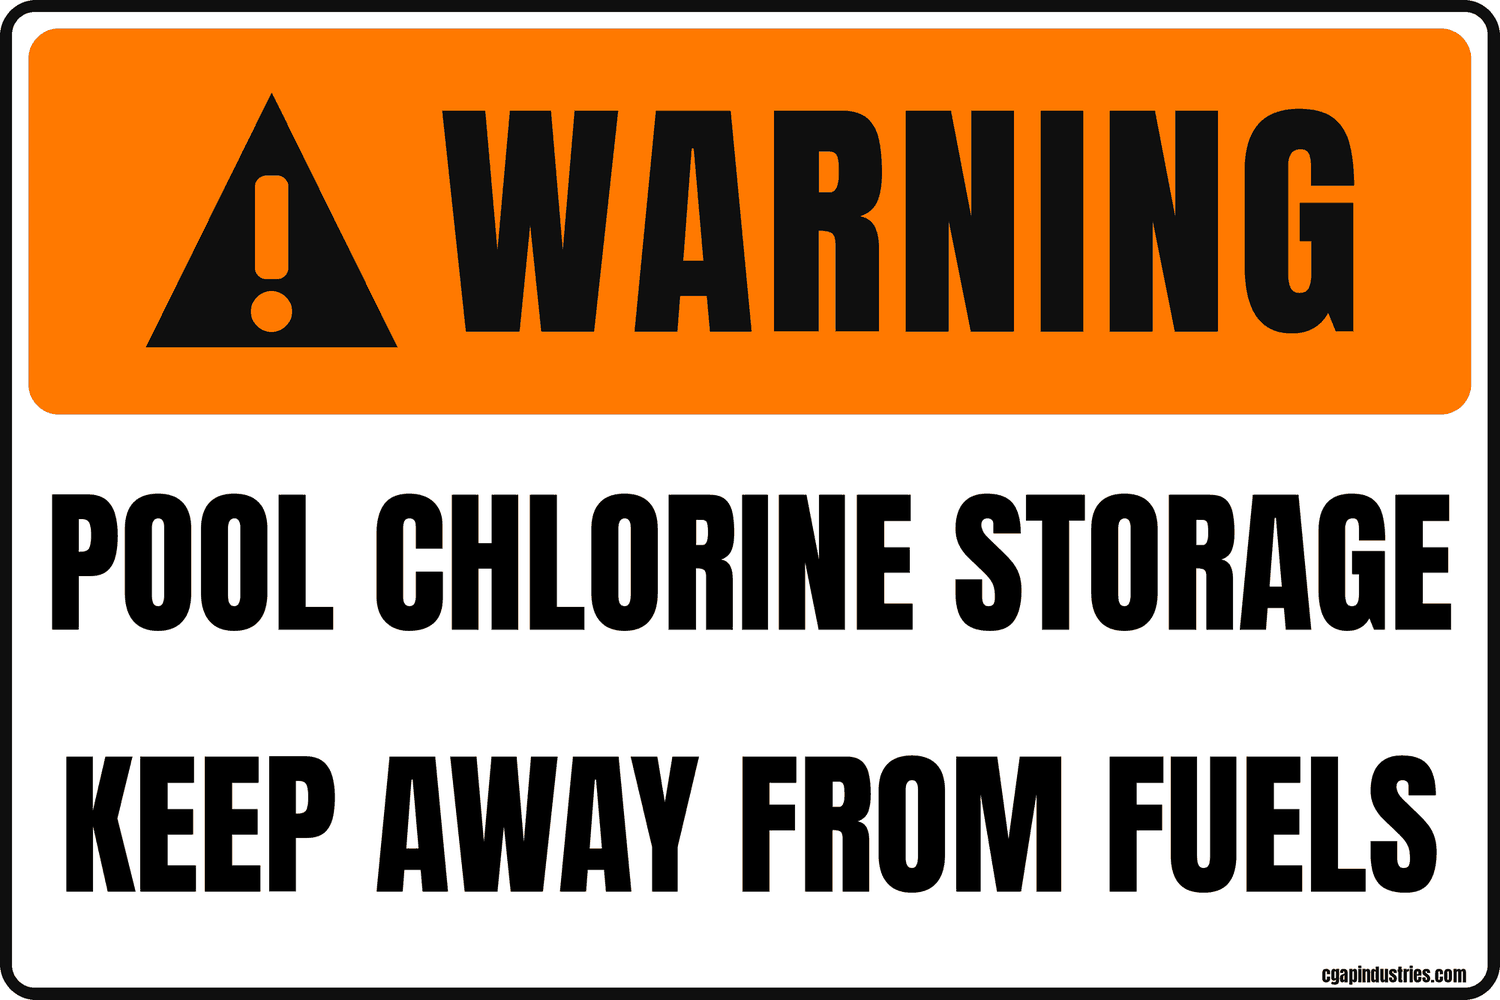 WARNING
POOL CHLORINE STORAGE
KEEP AWAY FROM FUELS
cgapindustries.com